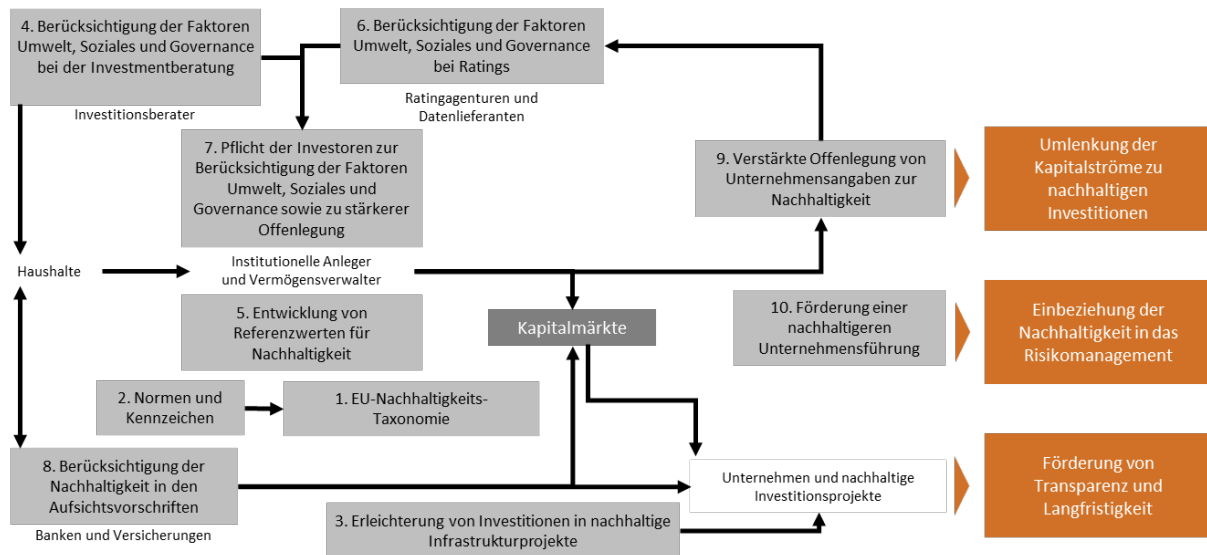 4. Berücksichtigung der Faktoren
Umwelt, Soziales und Governance
bei der Investmentberatung
Investitionsberater
6. Berücksichtigung der Faktoren
Umwelt, Soziales und Governance
bei Ratings
Ratingagenturen und
Datenlieferanten
7. Pflicht der Investoren zur
Berücksichtigung der Faktoren
Umwelt, Soziales und
Governance sowie zu stärkerer
Offenlegung
9. Verstärkte Offenlegung von
Unternehmensangaben zur
Nachhaltigkeit
Umlenkung der
Kapitalströme zu
nachhaltigen
Investitionen
Haushalte
Institutionelle Anleger
und Vermögensverwalter
5. Entwicklung von
Referenzwerten für
Nachhaltigkeit
Kapitalmärkte
10. Förderung einer
nachhaltigeren
Unternehmensführung
Einbeziehung der
Nachhaltigkeit in das
Risikomanagement
2. Normen und
Kennzeichen
1. EU-Nachhaltigkeits-
Taxonomie
8. Berücksichtigung der
Nachhaltigkeit in den
Aufsichtsvorschriften
Banken und Versicherungen
3. Erleichterung von Investitionen in nachhaltige
Infrastrukturprojekte
Unternehmen und nachhaltige
Investitionsprojekte
Förderung von
Transparenz und
Langfristigkeit